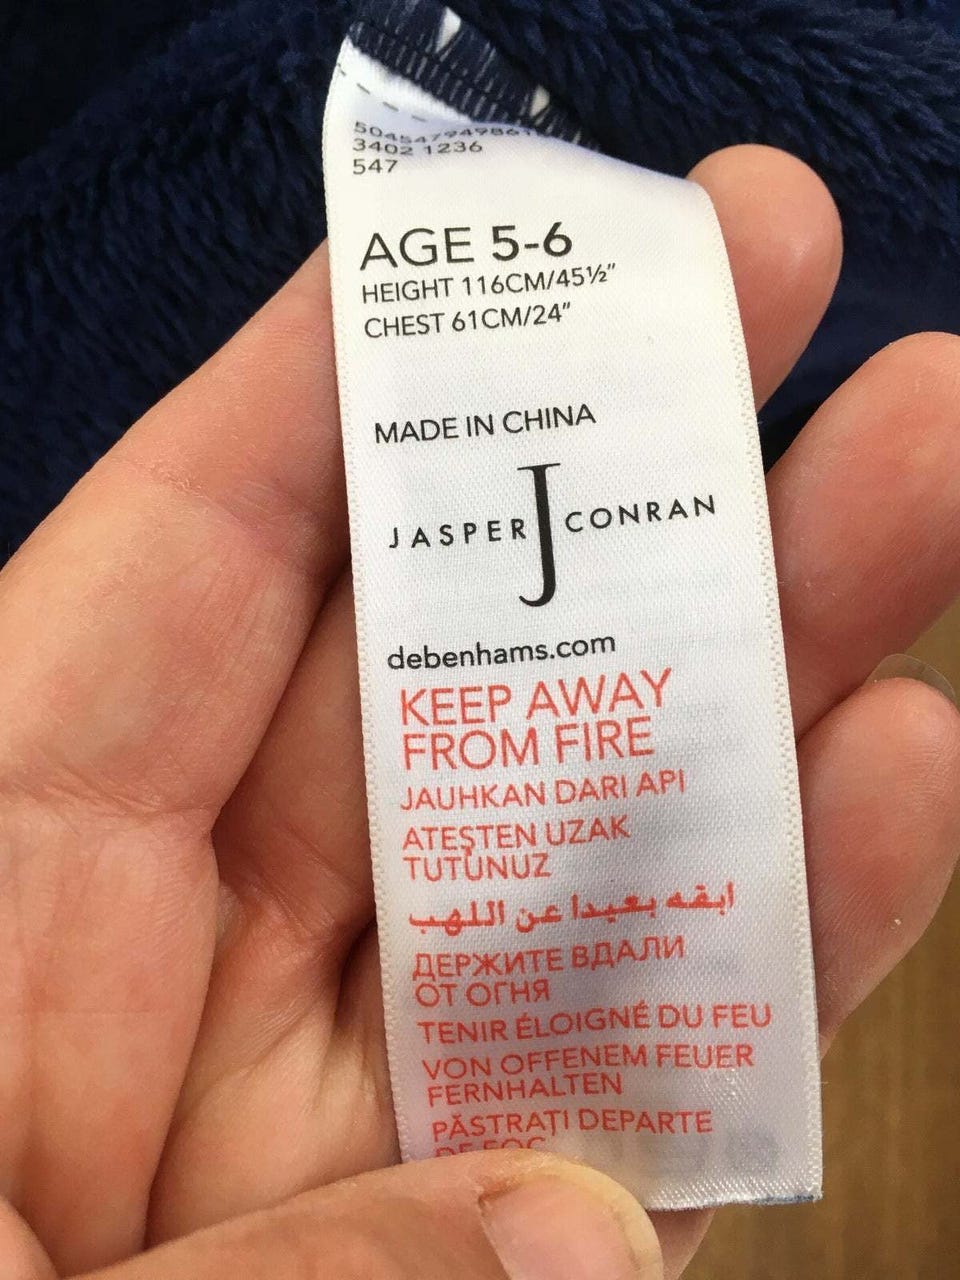 3402 1236
547
AGE 5-6
HEIGHT 116CM/45½"
CHEST 61CM/24"
MADE IN CHINA
JASPER J CONRAN
debenhams.com
KEEP AWAY
FROM FIRE
JAUHKAN DARI API
ATEŞTEN UZAK
TUTUNUZ
ابقه بعيدا عن اللهب
ДЕРЖИТЕ ВДАЛИ
ОТ ОГНЯ
TENIR ÉLOIGNÉ DU FEU
VON OFFENEM FEUER
FERNHALTEN
PĂSTRAȚI DEPARTE
DE FOC